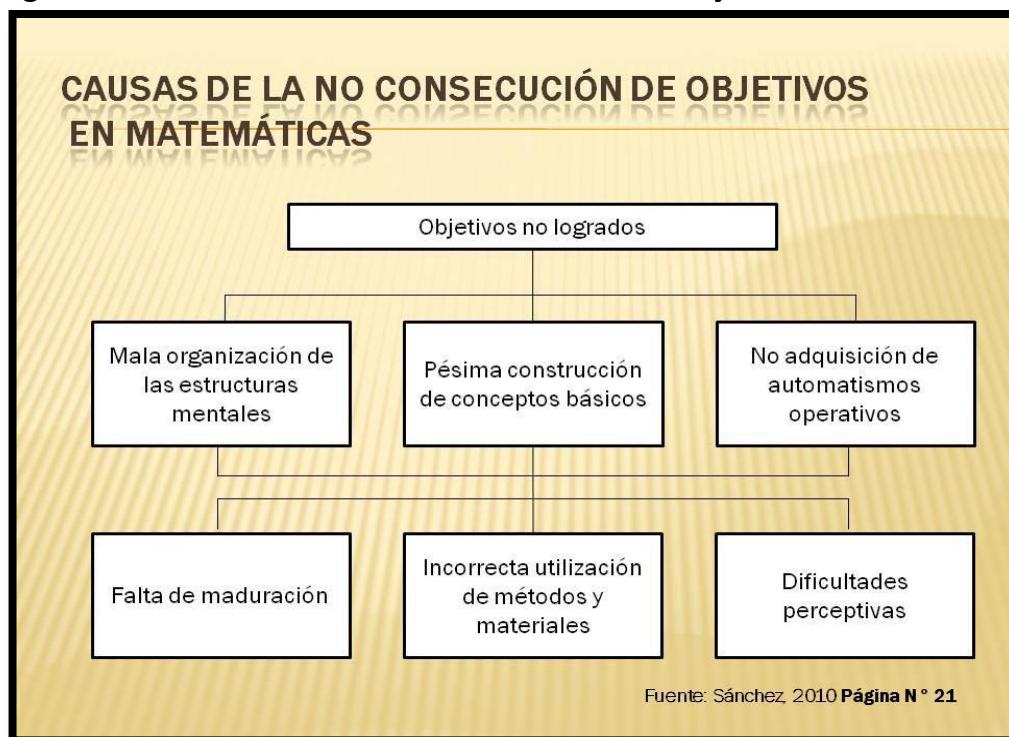 CAUSAS DE LA NO CONSECUCIÓN DE OBJETIVOS
EN MATEMÁTICAS
Objetivos no logrados
Mala organización de
las estructuras
mentales
Pésima construcción
de conceptos básicos
No adquisición de
automatismos
operativos
Falta de maduración
Incorrecta utilización
de métodos y
materiales
Dificultades
perceptivas
Fuente: Sánchez, 2010 Página N° 21